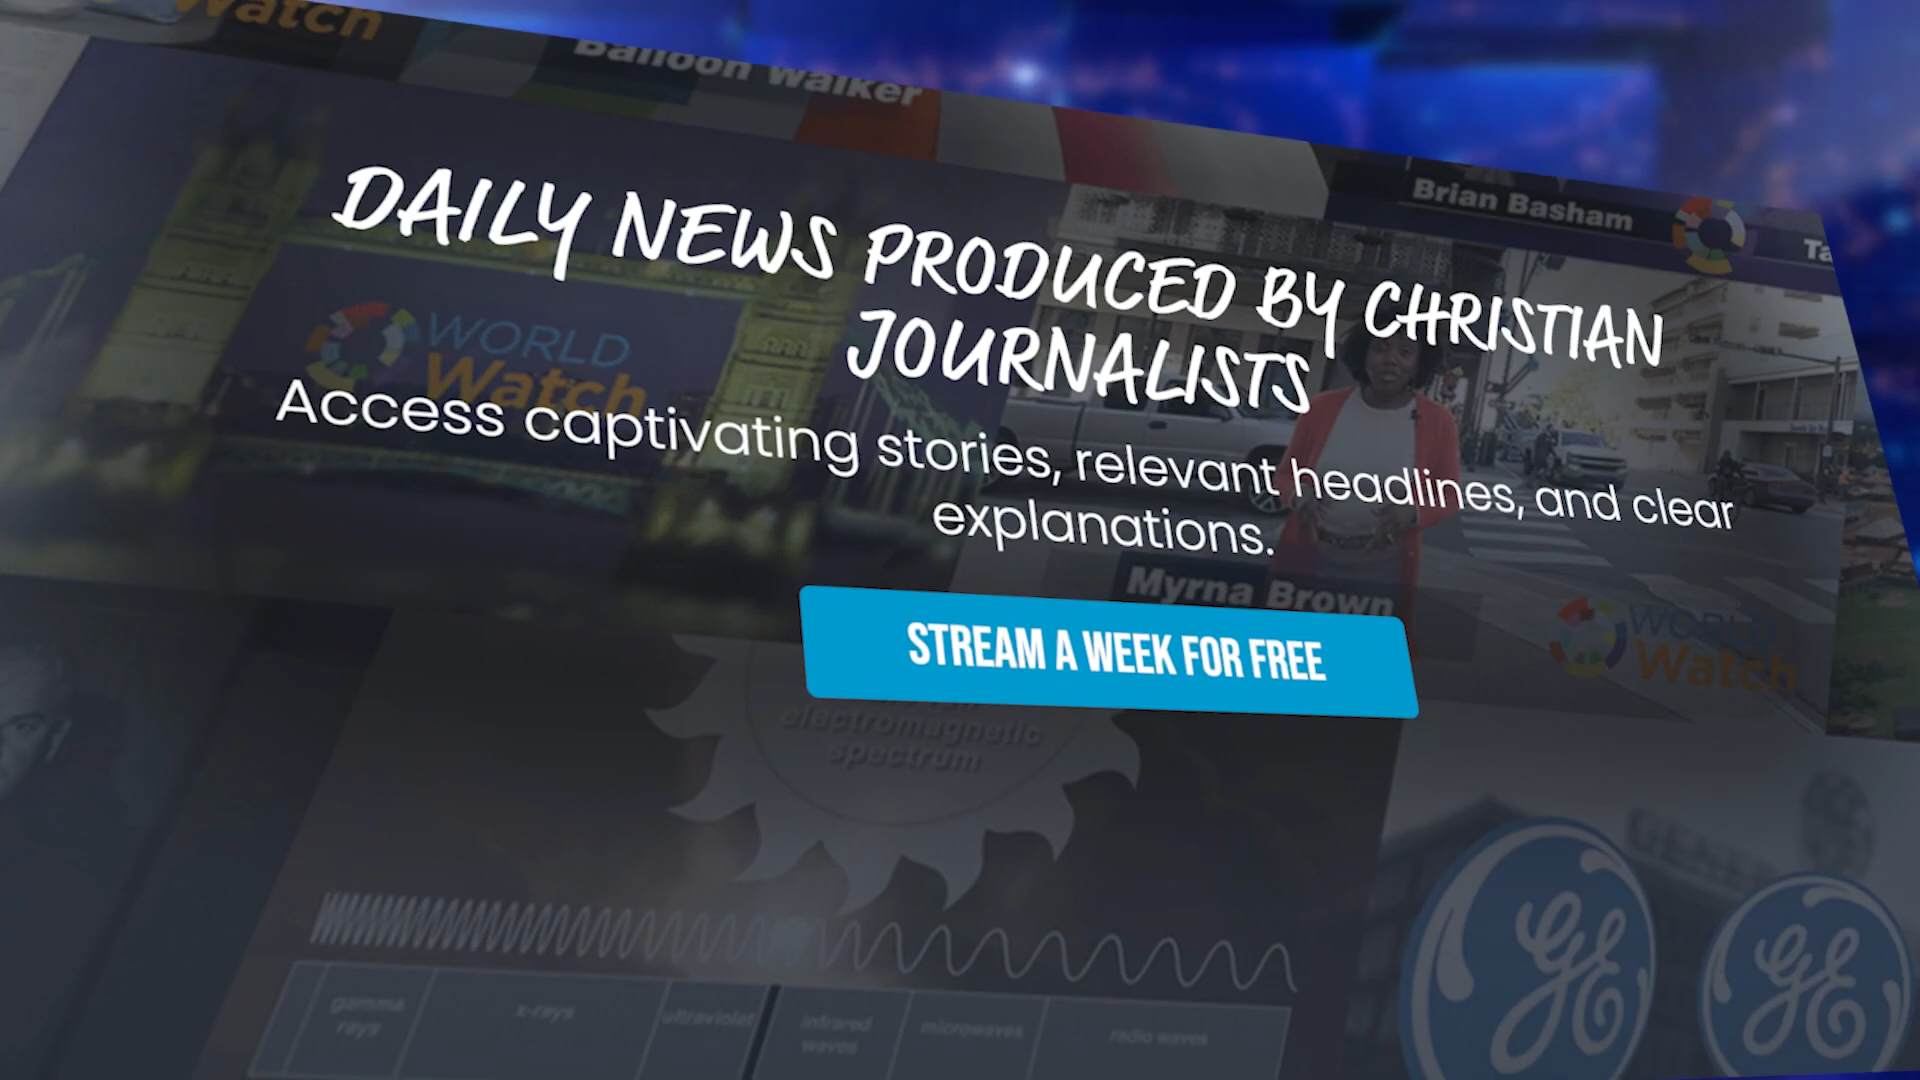 Watch
Balloon Walker
Brian Basham
Ta
DAILY NEWS PRODUCED BY CHRISTIAN
JOURNALISTS
WORLD
Watch
Access captivating stories, relevant headlines, and clear
explanations.
Myrna Brown
STREAM A WEEK FOR FREE
WORLD
Watch
electromagnetic
spectrum
GE
GE
gamma
rays
x-rays
ultraviolet
infrared
waves
microwaves
radio waves